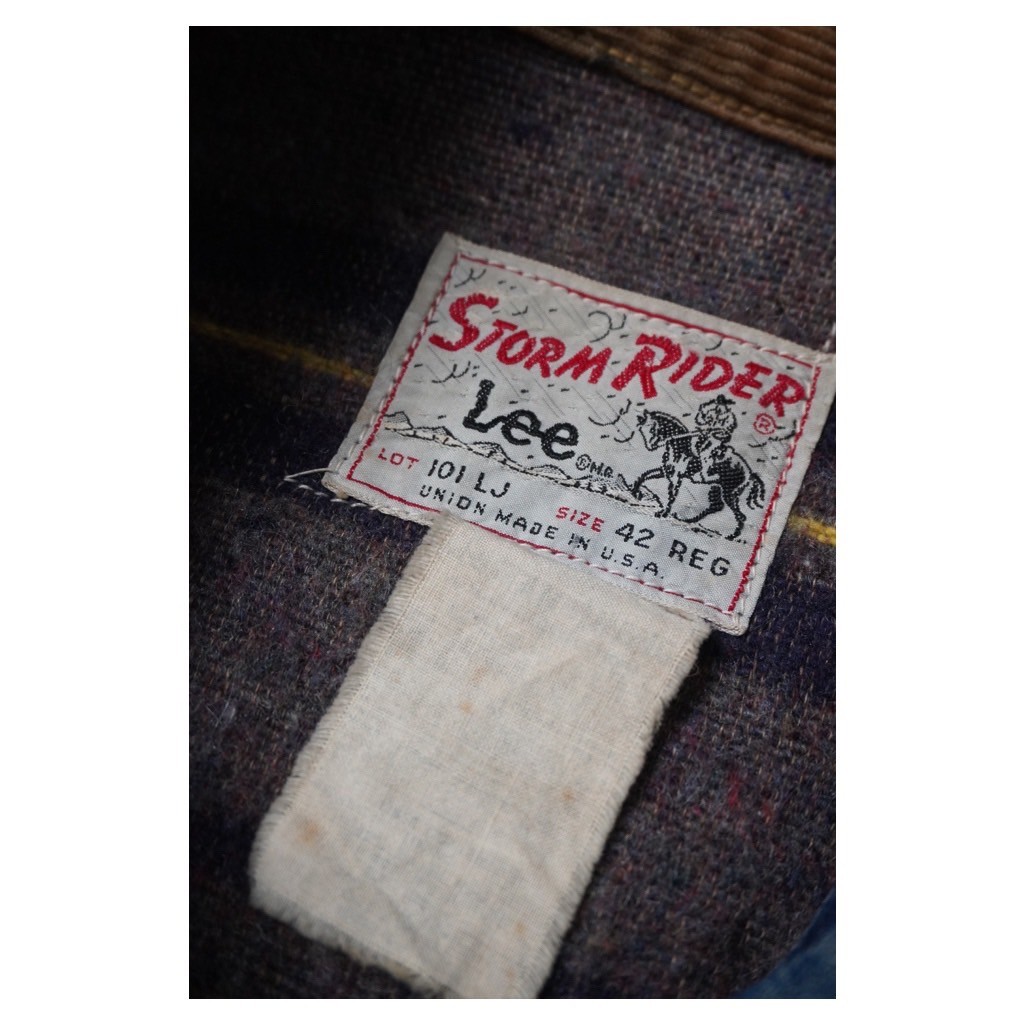 STORM RIDER ®
Lee ® M.R.
LOT 101 LJ SIZE 42 REG
UNION MADE IN U.S.A.